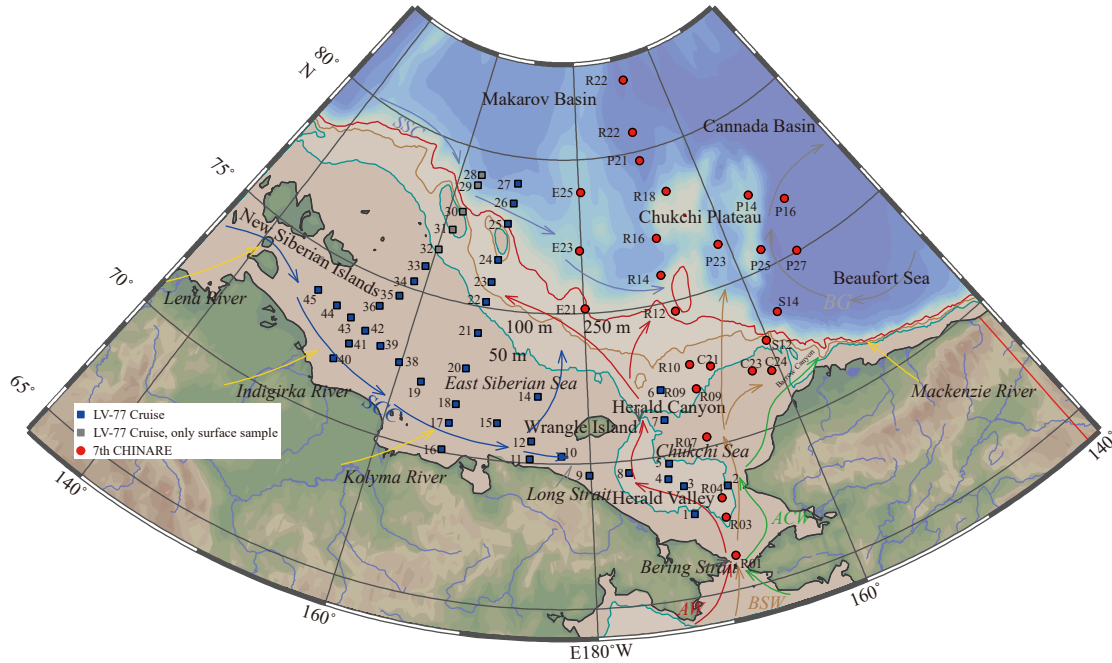 80°
N
R22
Makarov Basin
SSC
R22
Cannada Basin
75°
P21
28
29
27
E25
R18
P14
P16
26
30
New Siberian Islands
25
Chukchi Plateau
31
32
E23
R16
P23
P25
P27
24
33
70°
34
23
R14
Beaufort Sea
Lena River
45
35
22
E21
R12
S14
BG
44
36
100 m
250 m
43
42
21
S12
41
39
50 m
40
38
20
R10
C21
C23
C24
Barrow Canyon
65°
Indigirka River
19
East Siberian Sea
6
R09
R09
Mackenzie River
LV-77 Cruise
SCC
18
14
Herald Canyon
LV-77 Cruise, only surface sample
17
15
Wrangle Island
7
7th CHINARE
16
12
R07
Chukchi Sea
11
10
5
140°
Kolyma River
9
8
4
3
R04
2
140°
Long Strait
Herald Valley
1
R03
ACW
Bering Strait
R01
160°
AW
BSW
160°
E180°W